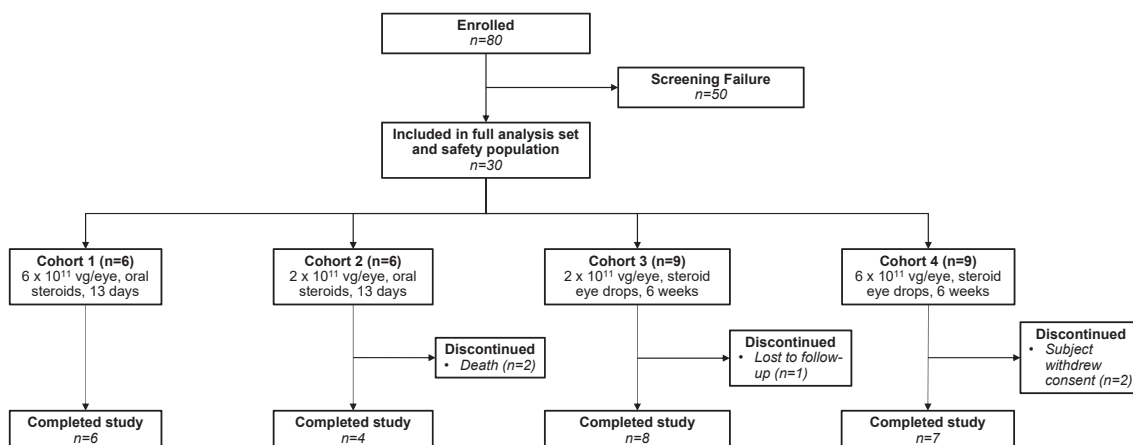 Enrolled
n=80
Screening Failure
n=50
Included in full analysis set
and safety population
n=30
Cohort 1 (n=6)
6 x 10¹¹ vg/eye, oral
steroids, 13 days
Cohort 2 (n=6)
2 x 10¹¹ vg/eye, oral
steroids, 13 days
Cohort 3 (n=9)
2 x 10¹¹ vg/eye, steroid
eye drops, 6 weeks
Cohort 4 (n=9)
6 x 10¹¹ vg/eye, steroid
eye drops, 6 weeks
Discontinued
• Death (n=2)
Discontinued
• Lost to follow-
up (n=1)
Discontinued
• Subject
withdrew
consent (n=2)
Completed study
n=6
Completed study
n=4
Completed study
n=8
Completed study
n=7